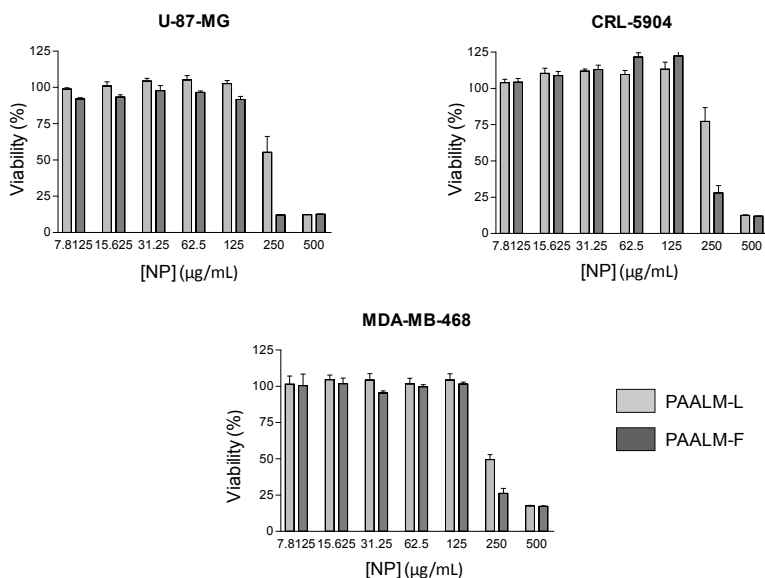 U-87-MG
125
100
75
50
25
0
Viability (%)
7.8125 15.625 31.25 62.5 125 250 500
[NP] (µg/mL)
CRL-5904
125
100
75
50
25
0
Viability (%)
7.8125 15.625 31.25 62.5 125 250 500
[NP] (µg/mL)
MDA-MB-468
125
100
75
50
25
0
Viability (%)
7.8125 15.625 31.25 62.5 125 250 500
[NP] (µg/mL)
PAALM-L
PAALM-F